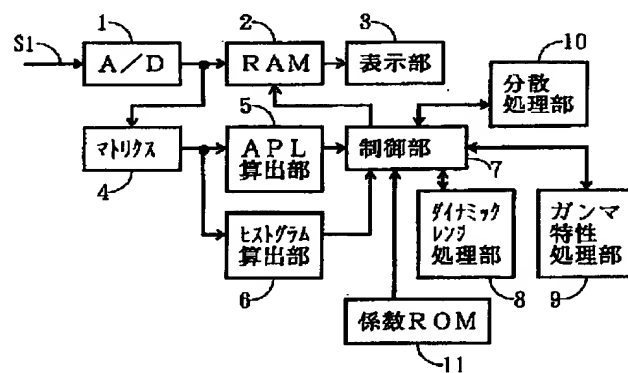 1
2
3
S1
A/D
RAM
表示部
10
分散
処理部
5
マトリクス
4
APL
算出部
制御部
7
ヒストグラム
算出部
6
ダイナミック
レンジ
処理部
8
ガンマ
特性
処理部
9
係数ROM
11